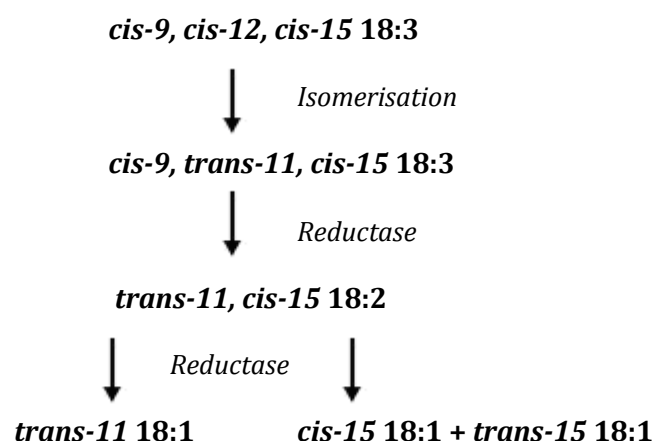 cis-9, cis-12, cis-15 18:3
Isomerisation
cis-9, trans-11, cis-15 18:3
Reductase
trans-11, cis-15 18:2
Reductase
trans-11 18:1 cis-15 18:1 + trans-15 18:1